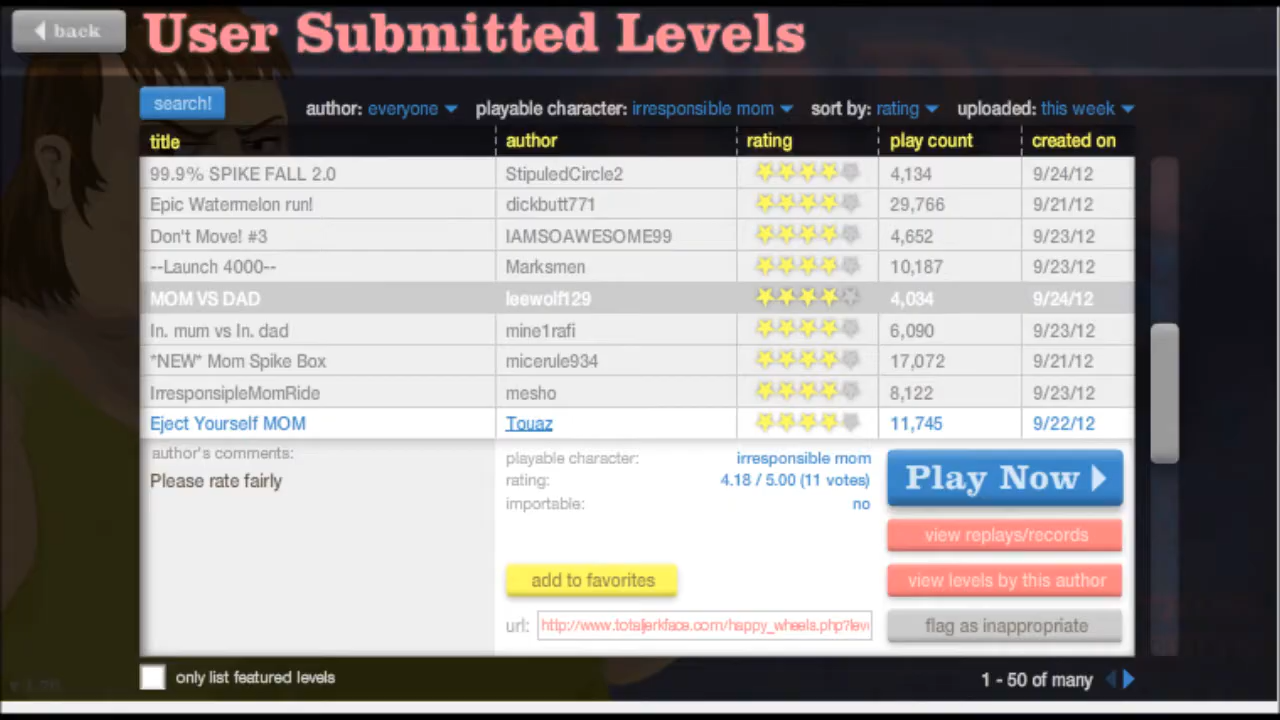 back
User Submitted Levels
search!
author: everyone playable character: irresponsible mom sort by: rating uploaded: this week
title author rating play count created on
99.9% SPIKE FALL 2.0 StipuledCircle2 4,134 9/24/12
Epic Watermelon run! dickbutt771 29,766 9/21/12
Don't Move! #3 IAMSOAWESOME99 4,652 9/23/12
--Launch 4000-- Marksmen 10,187 9/23/12
MOM VS DAD leewolf129 4,034 9/24/12
In. mum vs In. dad mine1rafi 6,090 9/23/12
*NEW* Mom Spike Box micerule934 17,072 9/21/12
IrresponsipleMomRide mesho 8,122 9/23/12
Eject Yourself MOM Touaz 11,745 9/22/12
author's comments:
Please rate fairly
playable character: irresponsible mom
rating: 4.18 / 5.00 (11 votes)
importable: no
Play Now
view replays/records
add to favorites
view levels by this author
url: http://www.totaljerkface.com/happy_wheels.php?leve
flag as inappropriate
only list featured levels
1 - 50 of many